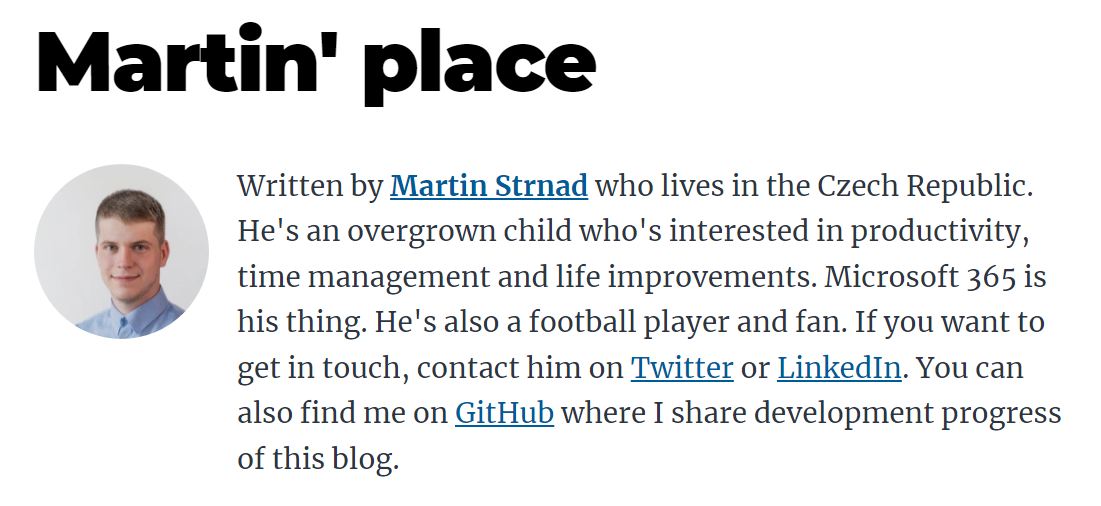 Martin' place
Written by Martin Strnad who lives in the Czech Republic.
He's an overgrown child who's interested in productivity,
time management and life improvements. Microsoft 365 is
his thing. He's also a football player and fan. If you want to
get in touch, contact him on Twitter or LinkedIn. You can
also find me on GitHub where I share development progress
of this blog.